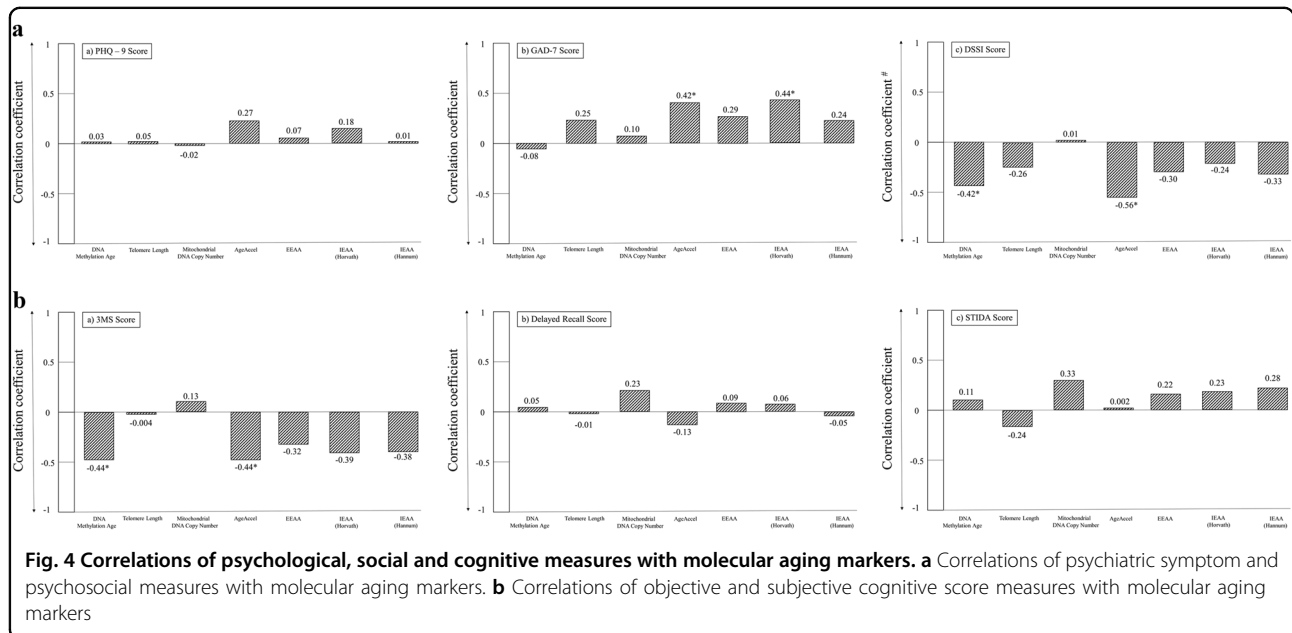 a
a) PHQ – 9 Score
Correlation coefficient
1
0.5
0
-0.5
-1
0.03
0.05
-0.02
0.27
0.07
0.18
0.01
DNA
Methylation Age
Telomere Length
Mitochondrial
DNA Copy Number
AgeAccel
EEAA
IEAA
(Horvath)
IEAA
(Hannum)
b) GAD-7 Score
Correlation coefficient
1
0.5
0
-0.5
-1
-0.08
0.25
0.10
0.42*
0.29
0.44*
0.24
DNA
Methylation Age
Telomere Length
Mitochondrial
DNA Copy Number
AgeAccel
EEAA
IEAA
(Horvath)
IEAA
(Hannum)
c) DSSI Score
Correlation coefficient #
1
0.5
0
-0.5
-1
-0.42*
-0.26
0.01
-0.56*
-0.30
-0.24
-0.33
DNA
Methylation Age
Telomere Length
Mitochondrial
DNA Copy Number
AgeAccel
EEAA
IEAA
(Horvath)
IEAA
(Hannum)
b
a) 3MS Score
Correlation coefficient
1
0.5
0
-0.5
-1
-0.44*
-0.004
0.13
-0.44*
-0.32
-0.39
-0.38
DNA
Methylation Age
Telomere Length
Mitochondrial
DNA Copy Number
AgeAccel
EEAA
IEAA
(Horvath)
IEAA
(Hannum)
b) Delayed Recall Score
Correlation coefficient
1
0.5
0
-0.5
-1
0.05
-0.01
0.23
-0.13
0.09
0.06
-0.05
DNA
Methylation Age
Telomere Length
Mitochondrial
DNA Copy Number
AgeAccel
EEAA
IEAA
(Horvath)
IEAA
(Hannum)
c) STIDA Score
Correlation coefficient
1
0.5
0
-0.5
-1
0.11
-0.24
0.33
0.002
0.22
0.23
0.28
DNA
Methylation Age
Telomere Length
Mitochondrial
DNA Copy Number
AgeAccel
EEAA
IEAA
(Horvath)
IEAA
(Hannum)
Fig. 4 Correlations of psychological, social and cognitive measures with molecular aging markers. a Correlations of psychiatric symptom and
psychosocial measures with molecular aging markers. b Correlations of objective and subjective cognitive score measures with molecular aging
markers